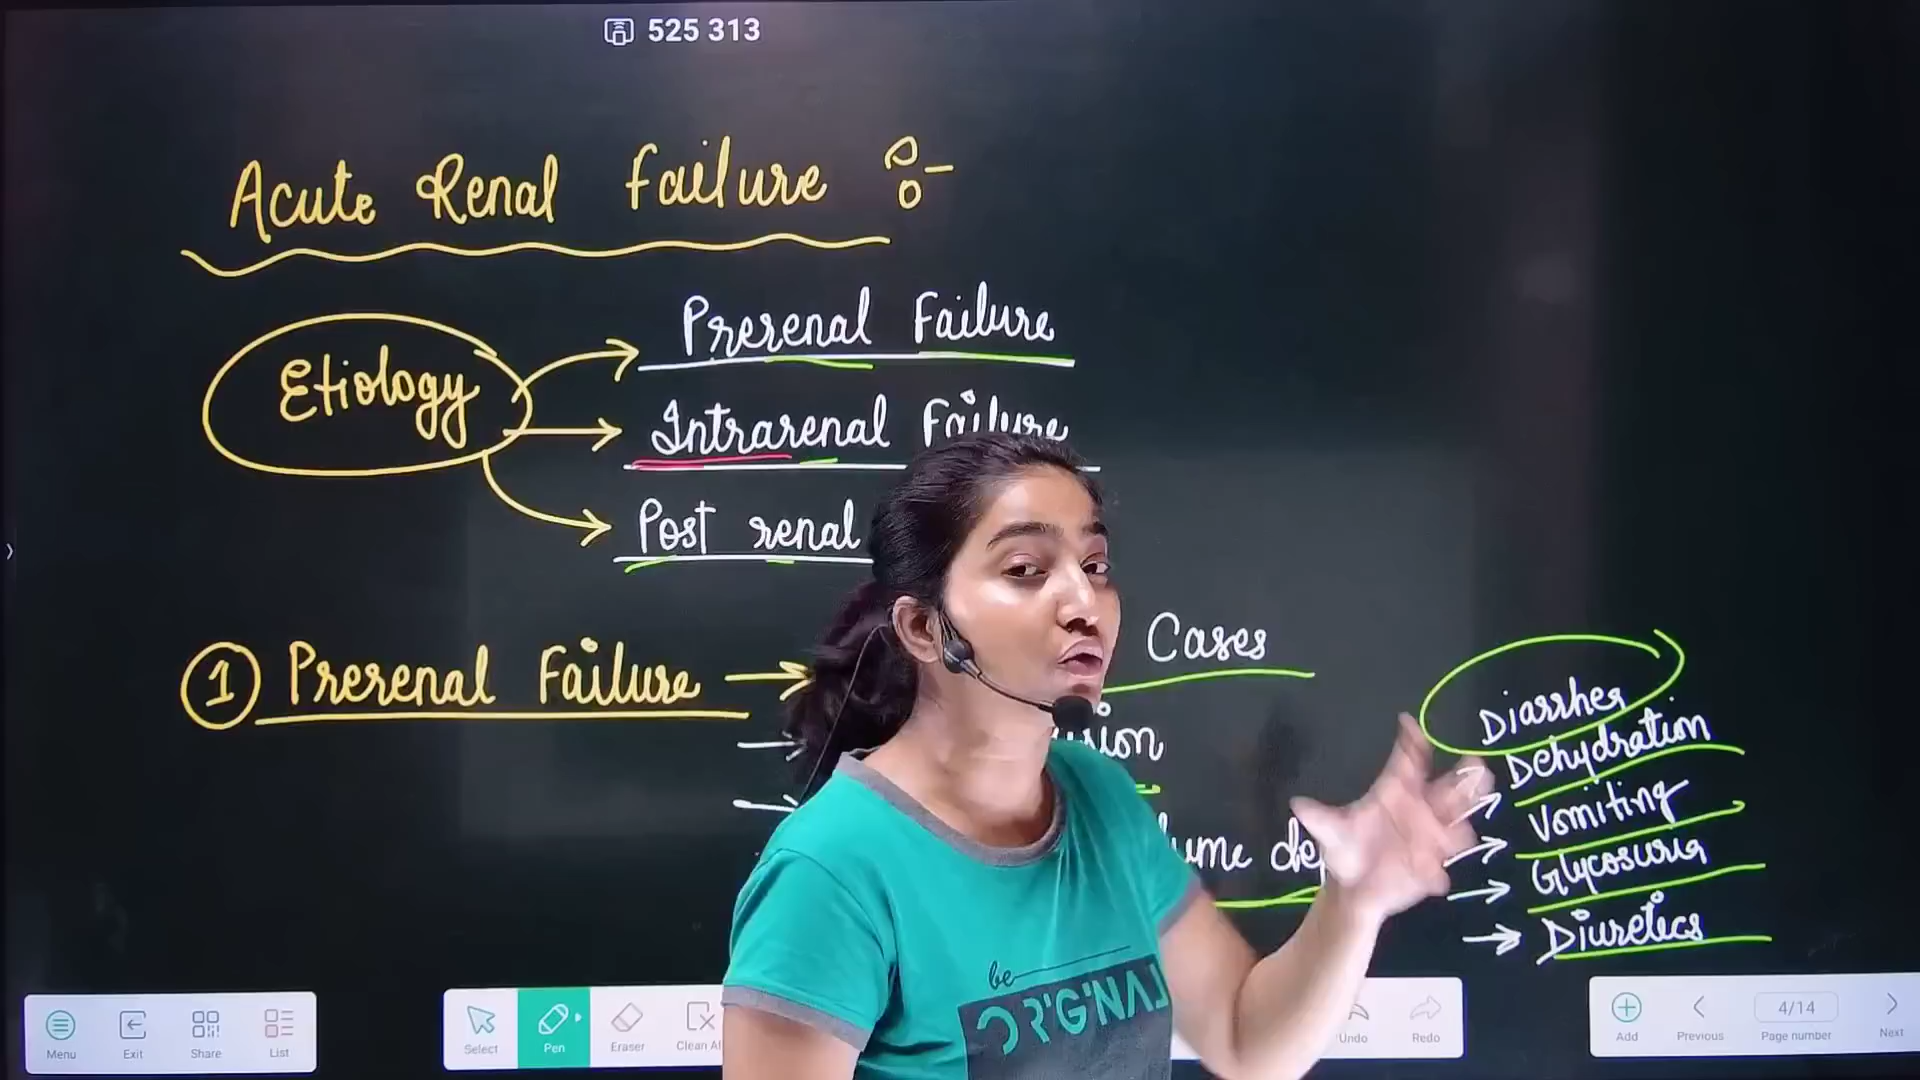 525 313
Acute Renal Failure :-
Etiology
Prerenal Failure
Intrarenal Failure
Post renal
1 Prerenal Failure
Cases
Diarrhea
Dehydration
Vomiting
Glycosuria
Diuretics
be
ORIGINAL
Menu
Exit
Share
List
Select
Pen
Eraser
Undo
Redo
Add
Previous
4/14
Page number
Next